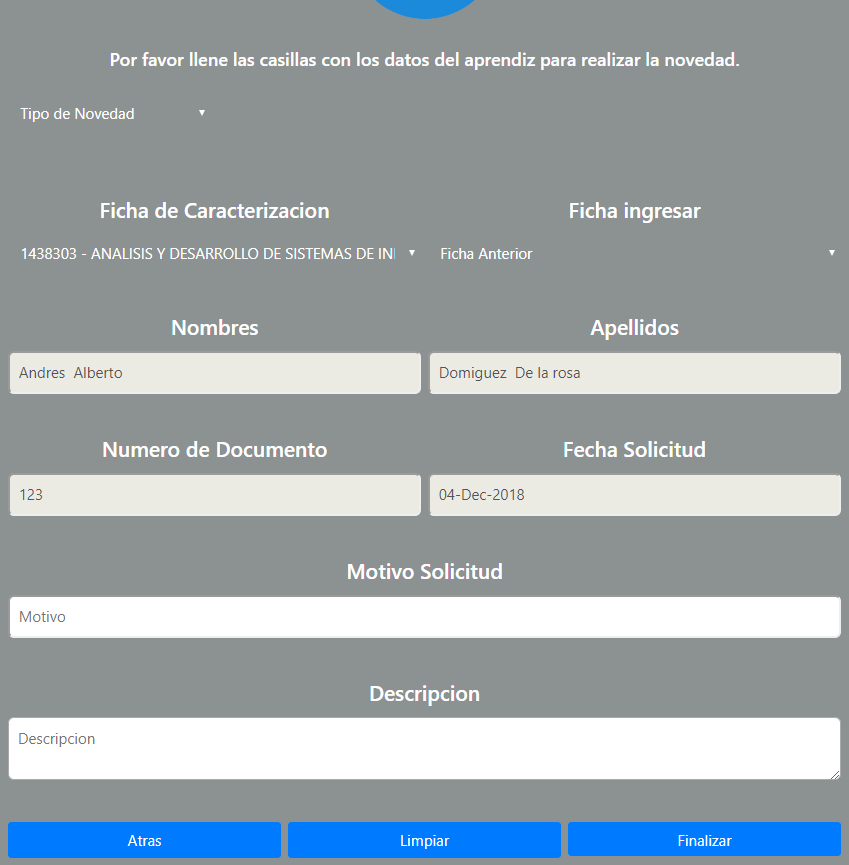 Por favor llene las casillas con los datos del aprendiz para realizar la novedad.
Tipo de Novedad
Ficha de Caracterizacion
Ficha ingresar
1438303 - ANALISIS Y DESARROLLO DE SISTEMAS DE IN
Ficha Anterior
Nombres
Apellidos
Andres  Alberto
Domiguez  De la rosa
Numero de Documento
Fecha Solicitud
123
04-Dec-2018
Motivo Solicitud
Motivo
Descripcion
Descripcion
Atras
Limpiar
Finalizar